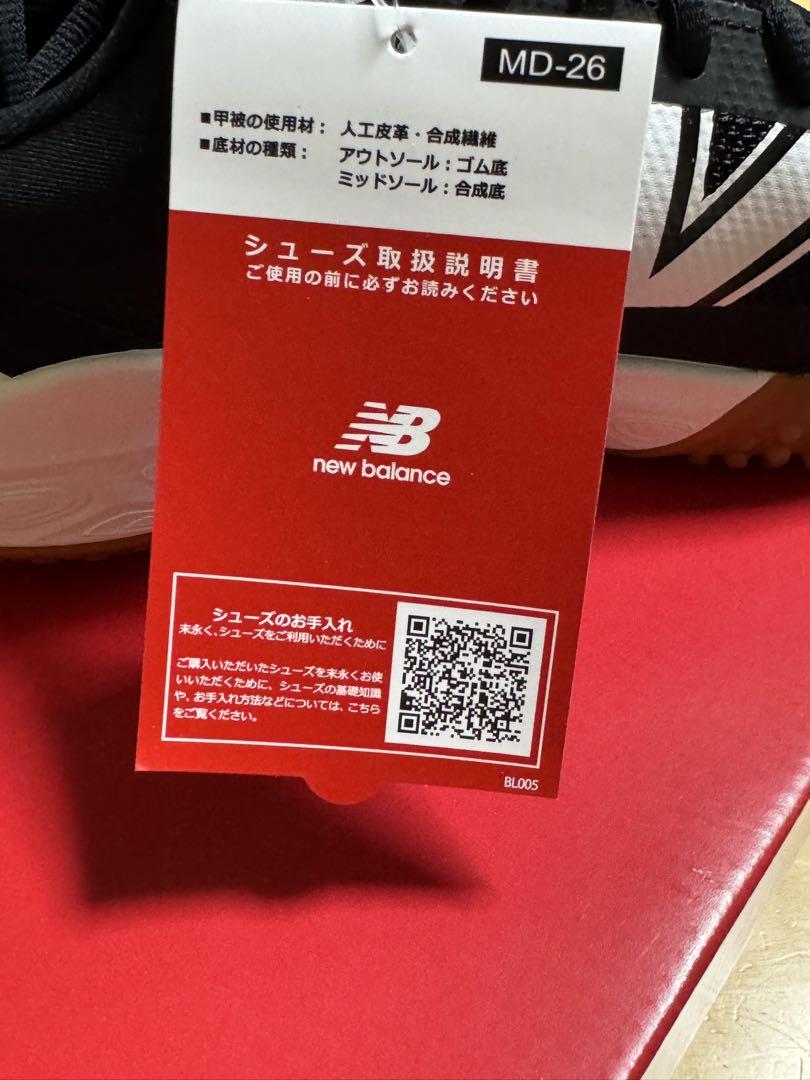 MD-26
■甲被の使用材: 人工皮革・合成繊維
■底材の種類: アウトソール:ゴム底
ミッドソール:合成底
シューズ取扱説明書
ご使用の前に必ずお読みください
NB
new balance
シューズのお手入れ
末永く、シューズをご利用いただくために
ご購入いただいたシューズを末永くお使
いいただくために、シューズの基礎知識
や、お手入れ方法などについては、こちら
をご覧ください。
BL005